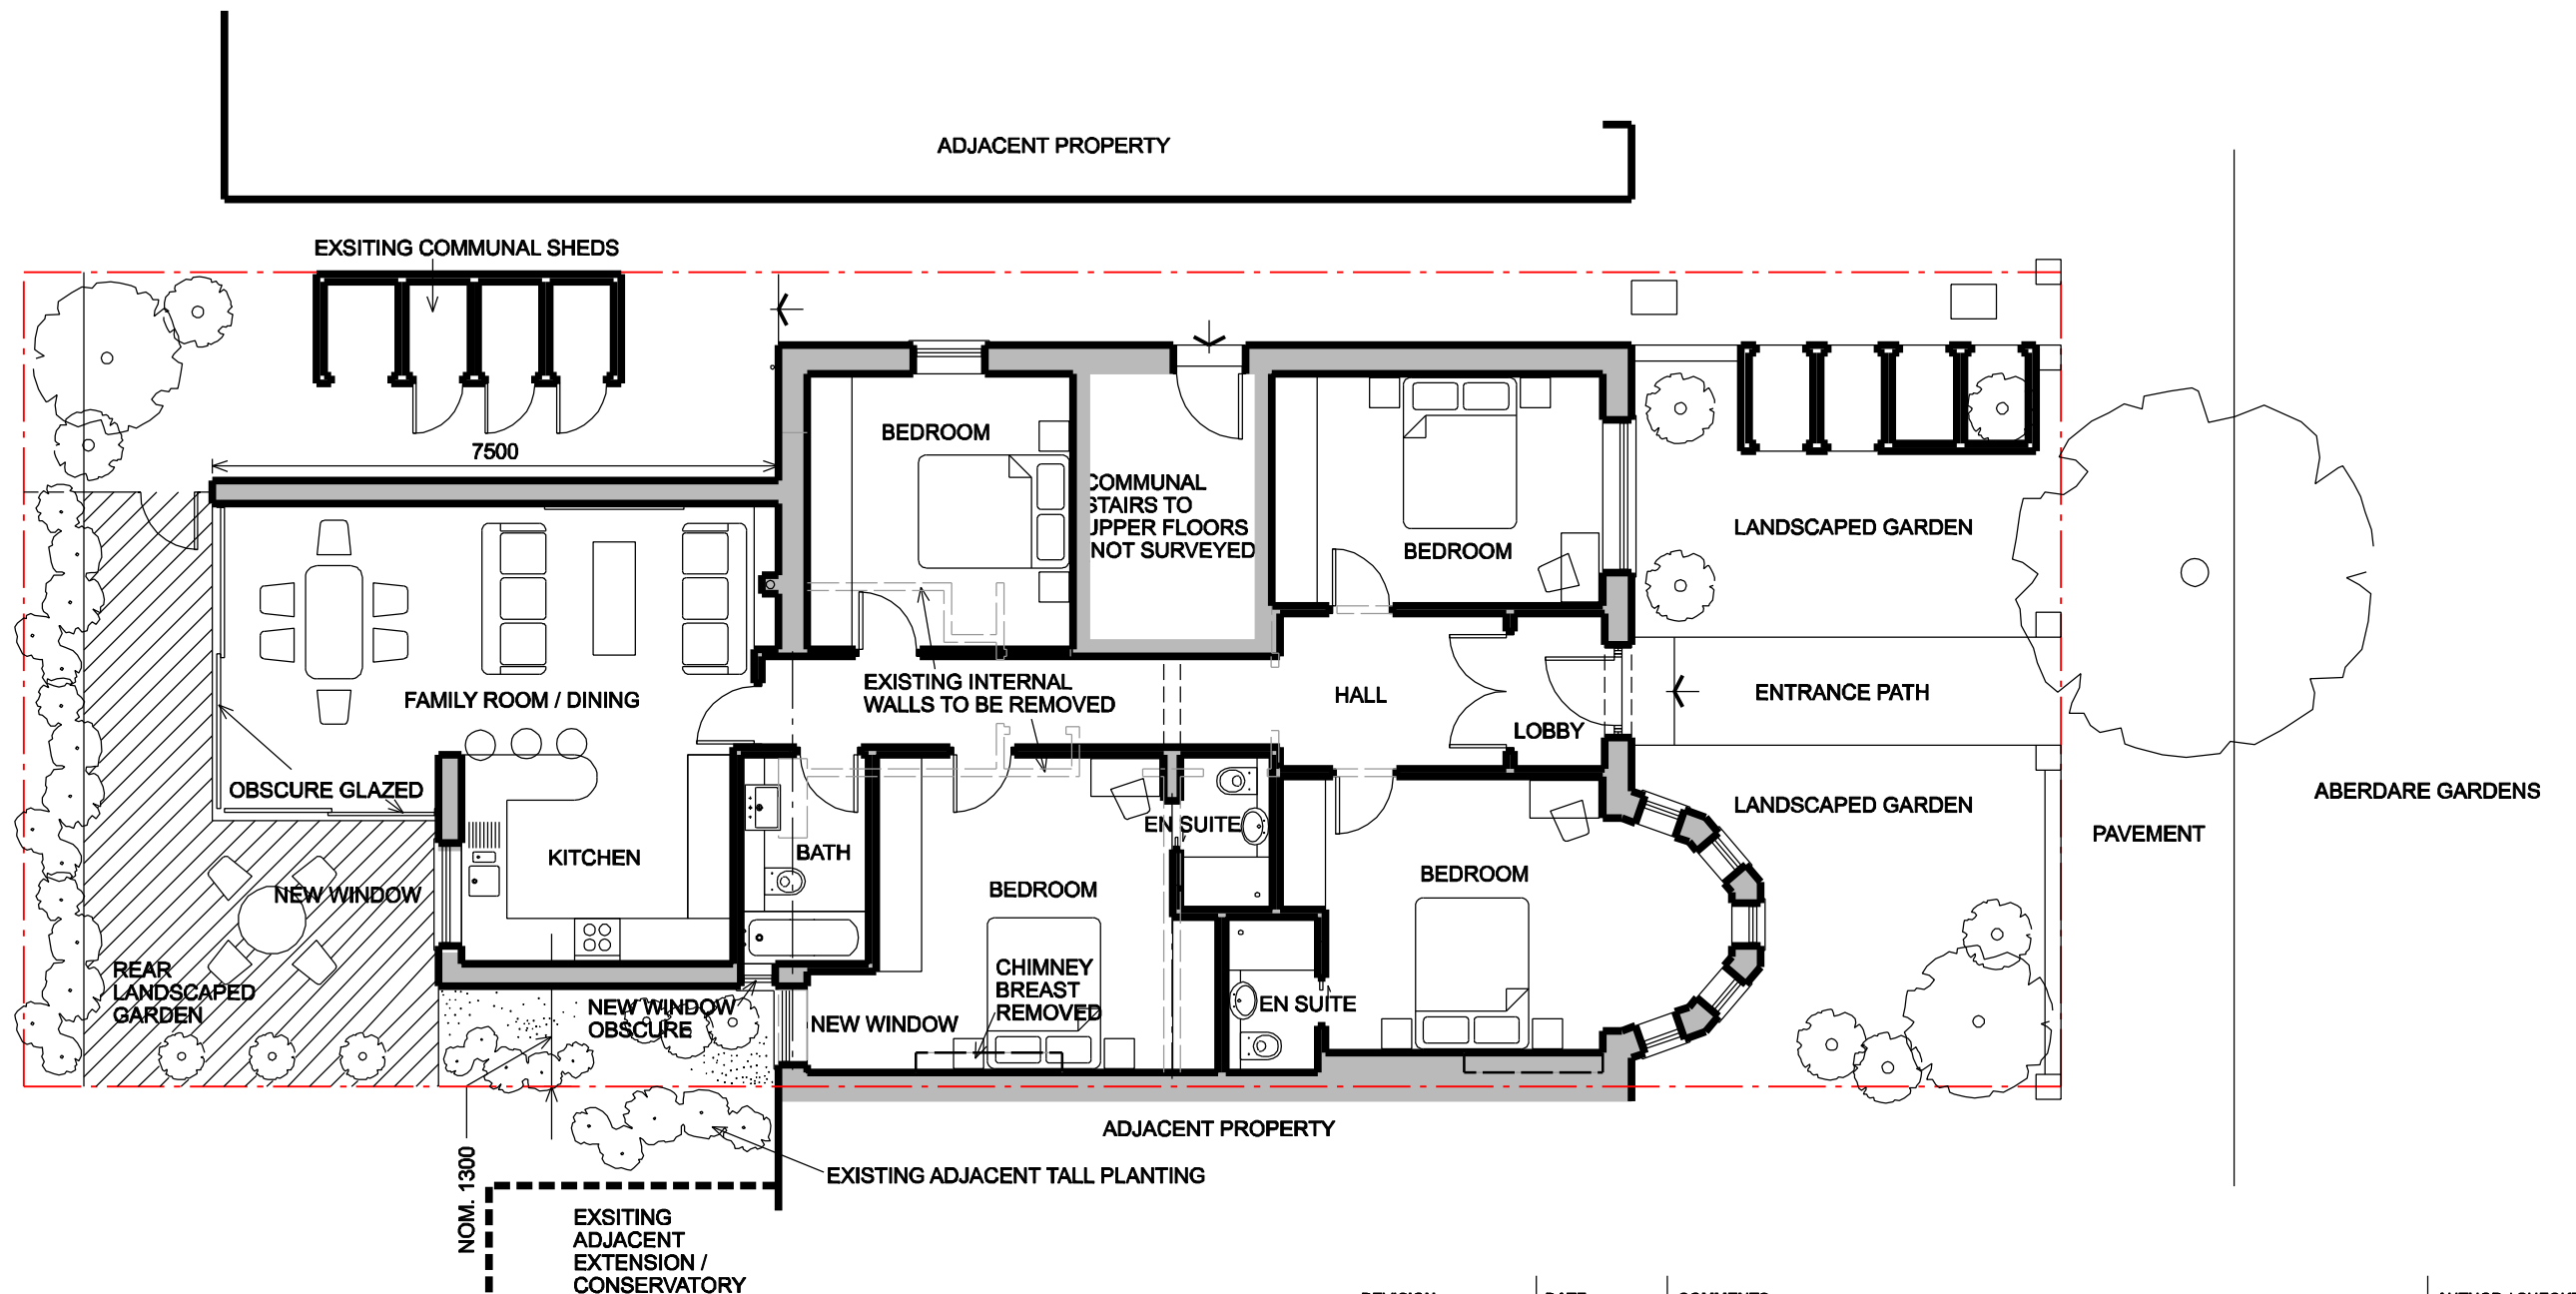 ADJACENT PROPERTY
EXSITING COMMUNAL SHEDS
7500
BEDROOM
COMMUNAL
STAIRS TO
UPPER FLOORS
NOT SURVEYED
BEDROOM
LANDSCAPED GARDEN
FAMILY ROOM / DINING
EXISTING INTERNAL
WALLS TO BE REMOVED
HALL
LOBBY
ENTRANCE PATH
OBSCURE GLAZED
KITCHEN
BATH
EN SUITE
BEDROOM
BEDROOM
LANDSCAPED GARDEN
PAVEMENT
ABERDARE GARDENS
NEW WINDOW
REAR
LANDSCAPED
GARDEN
NEW WINDOW
OBSCURE
NEW WINDOW
CHIMNEY
BREAST
REMOVED
EN SUITE
ADJACENT PROPERTY
EXISTING ADJACENT TALL PLANTING
NOM. 1300
EXSITING
ADJACENT
EXTENSION /
CONSERVATORY